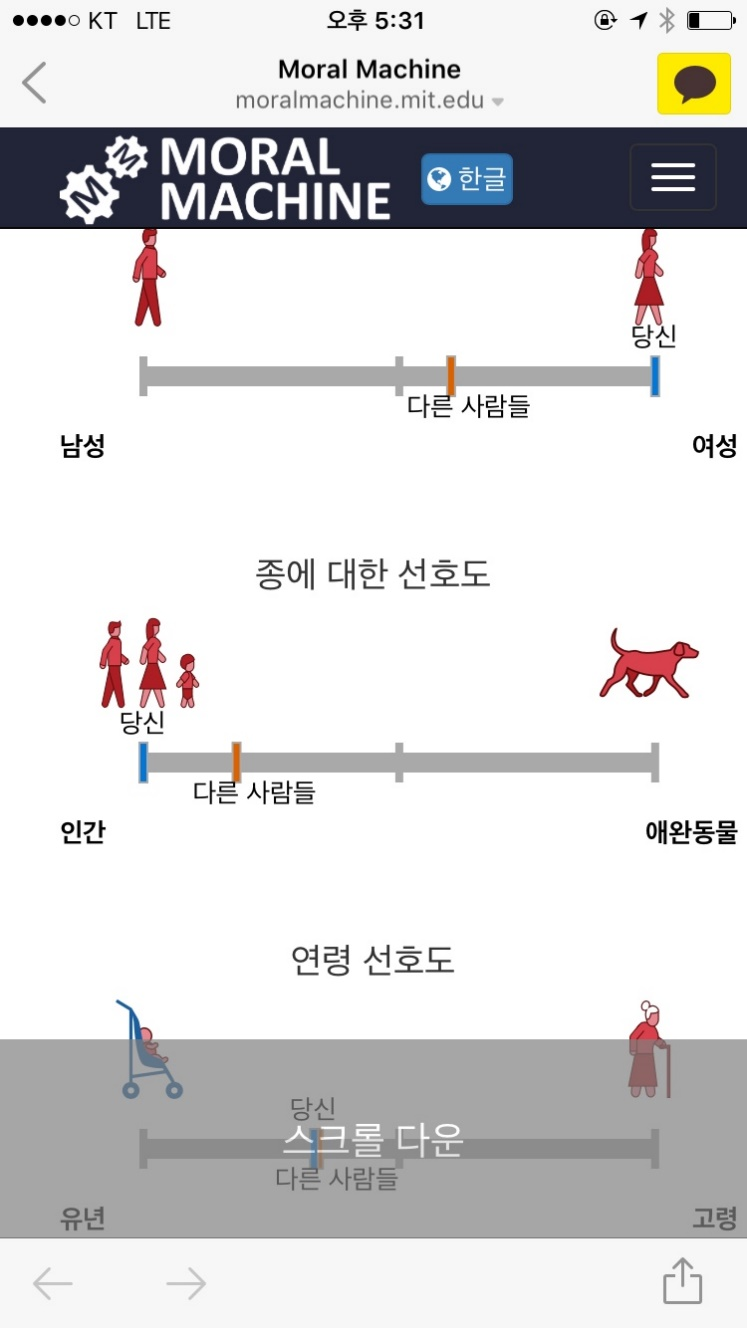 KT LTE 오후 5:31
Moral Machine
moralmachine.mit.edu
M M MORAL MACHINE 한글
당신
다른 사람들
남성 여성
종에 대한 선호도
당신
다른 사람들
인간 애완동물
연령 선호도
당신
스크롤 다운
다른 사람들
유년 고령